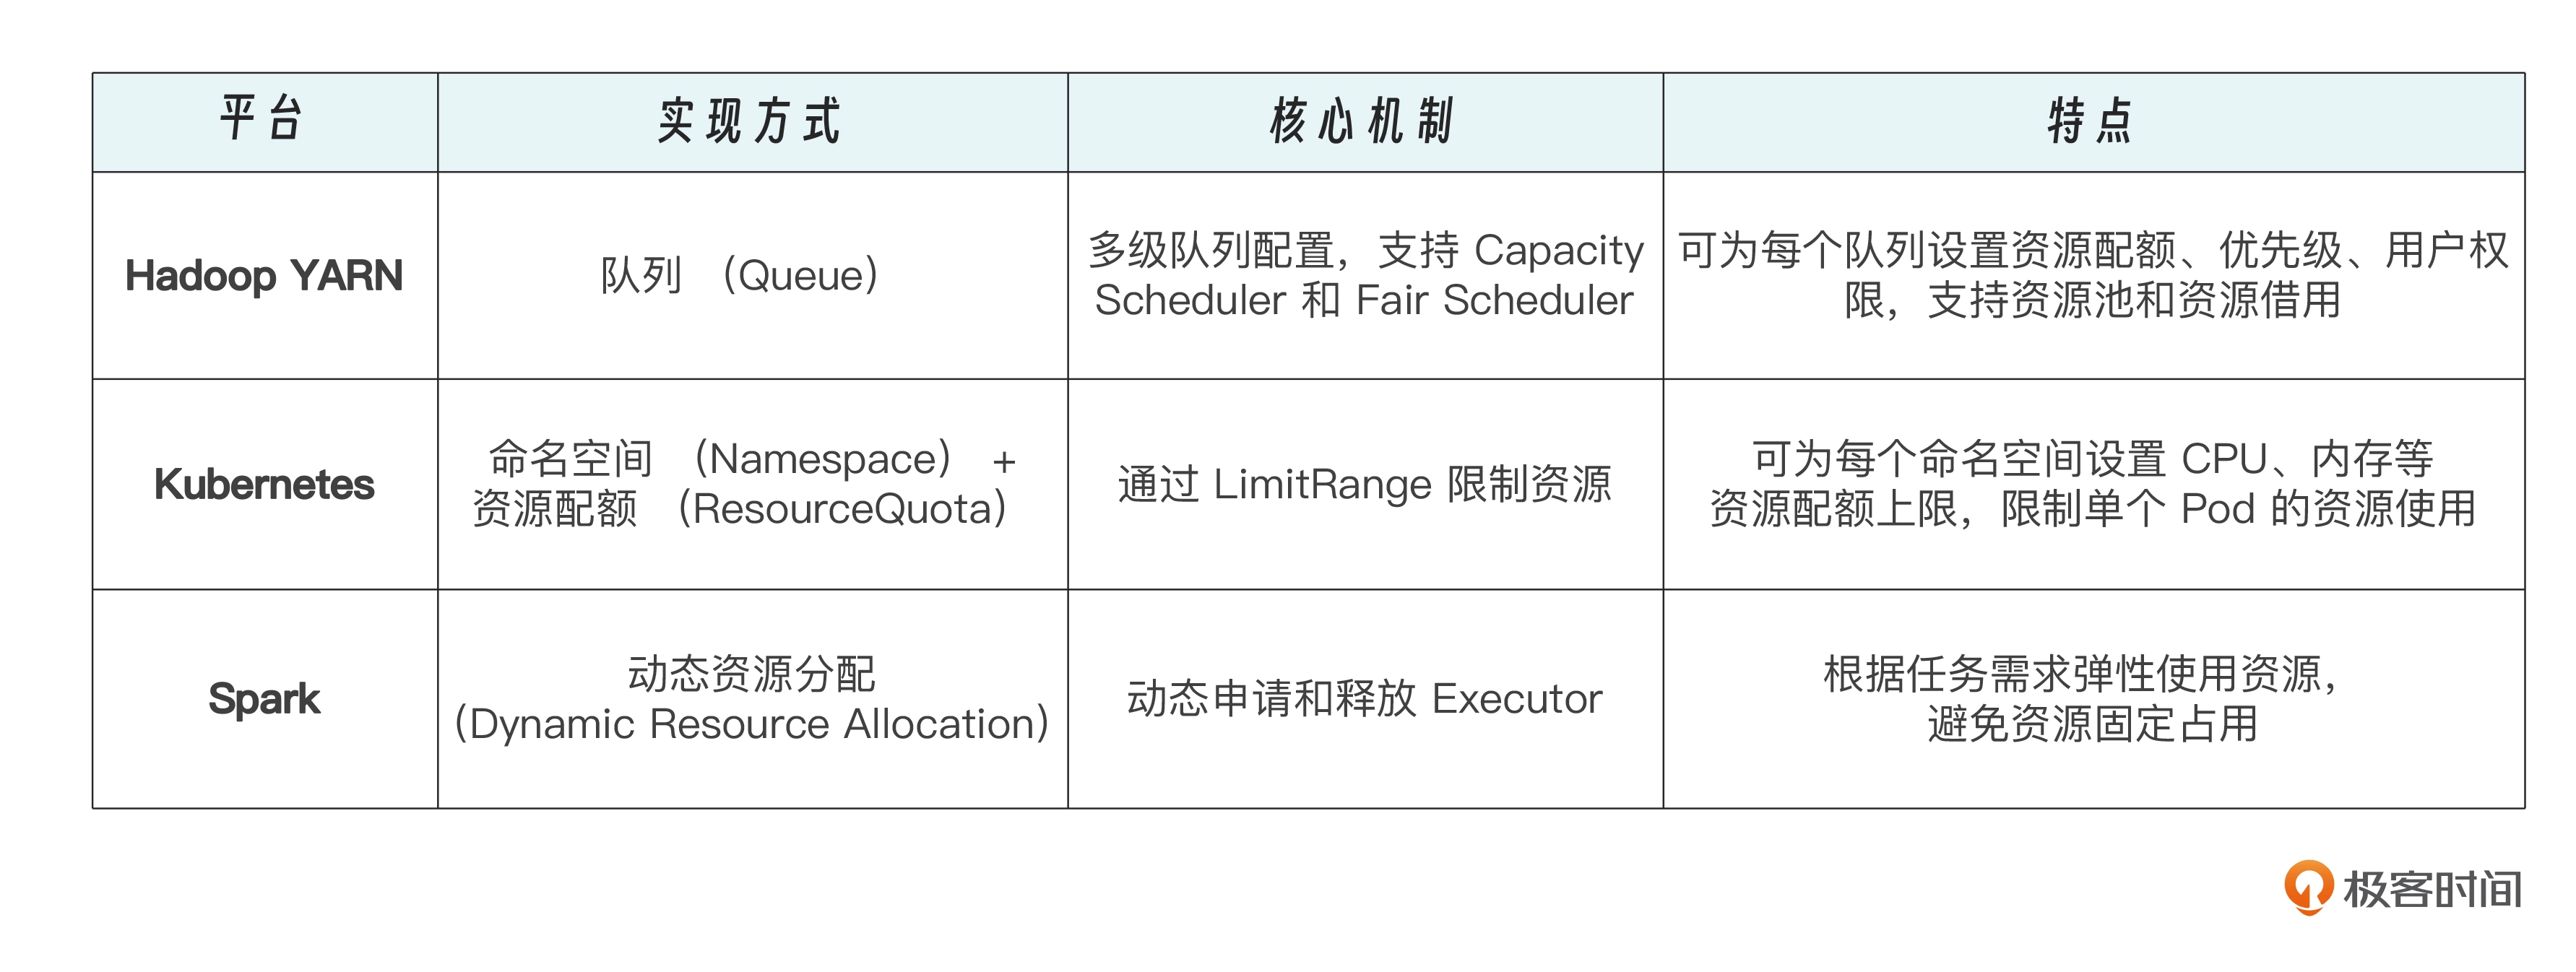 平台
实现方式
核心机制
特点
Hadoop YARN
队列 （Queue）
多级队列配置，支持 Capacity
Scheduler 和 Fair Scheduler
可为每个队列设置资源配额、优先级、用户权
限，支持资源池和资源借用
Kubernetes
命名空间 （Namespace） +
资源配额 （ResourceQuota）
通过 LimitRange 限制资源
可为每个命名空间设置 CPU、内存等
资源配额上限，限制单个 Pod 的资源使用
Spark
动态资源分配
（Dynamic Resource Allocation）
动态申请和释放 Executor
根据任务需求弹性使用资源，
避免资源固定占用
极客时间